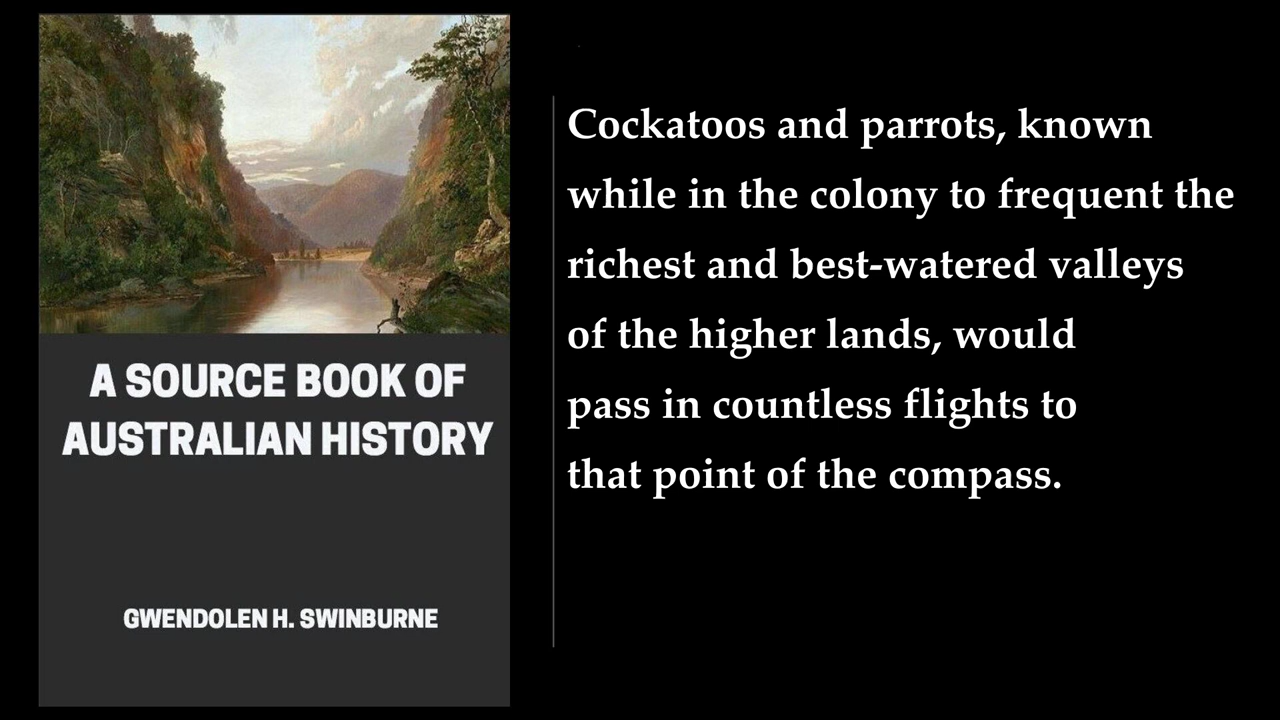 A SOURCE BOOK OF
AUSTRALIAN HISTORY
GWENDOLEN H. SWINBURNE
Cockatoos and parrots, known
while in the colony to frequent the
richest and best-watered valleys
of the higher lands, would
pass in countless flights to
that point of the compass.